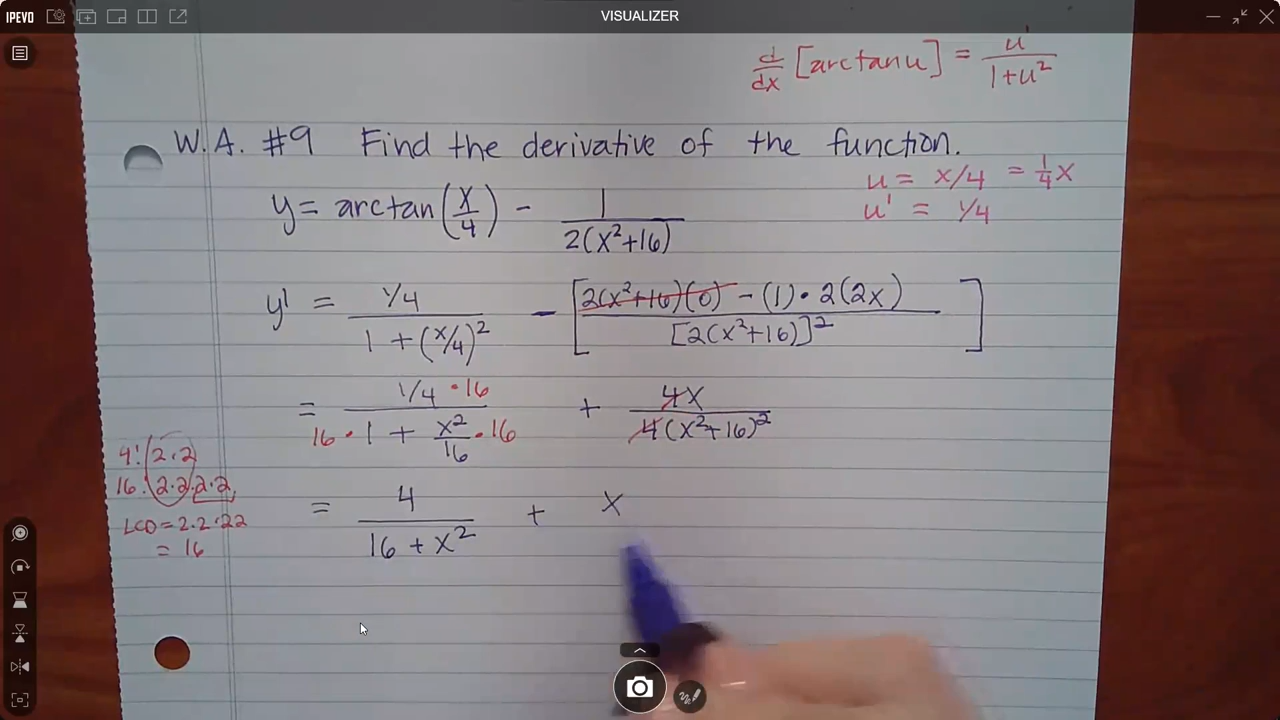 IPEVO
VISUALIZER
d/dx [arctan u] = u'/1+u²
W.A. #9 Find the derivative of the function.
u = x/4 = 1/4 x
u' = 1/4
y = arctan(x/4) - 1/2(x²+16)
y' = 1/4 / 1+(x/4)² - [2(x²+16)(0) - (1)·2(2x) / [2(x²+16)]²]
= 1/4 · 16 / 16 · 1 + x²/16 · 16 + 4x / 4(x²+16)²
4: 2·2
16: 2·2·2·2
LCD = 2·2·22
= 16
= 4 / 16 + x² + x